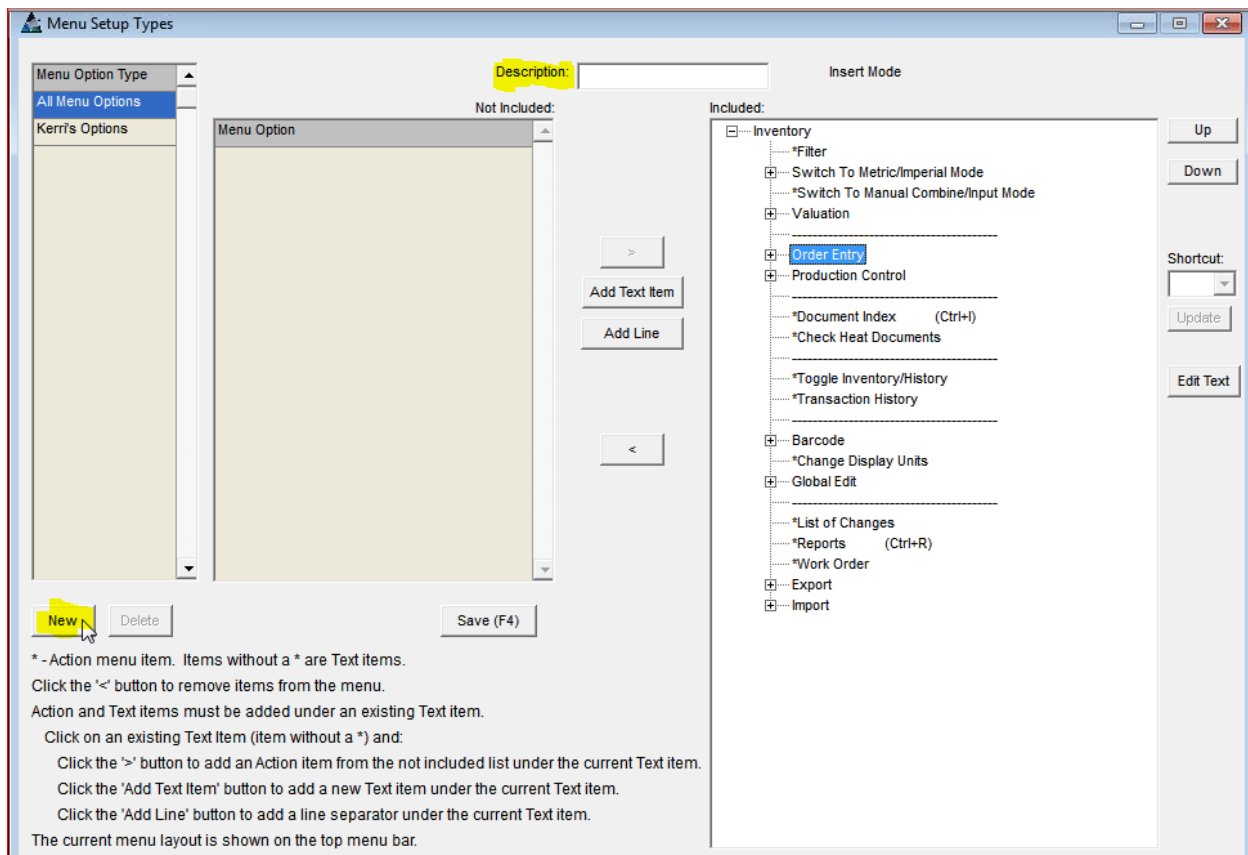 Menu Setup Types
Description:
Insert Mode
Menu Option Type
All Menu Options
Kerri's Options
Not Included:
Menu Option
Included:
Inventory
*Filter
Switch To Metric/Imperial Mode
*Switch To Manual Combine/Input Mode
Valuation
----------------------------------------
Order Entry
Production Control
----------------------------------------
*Document Index (Ctrl+I)
*Check Heat Documents
----------------------------------------
*Toggle Inventory/History
*Transaction History
----------------------------------------
Barcode
*Change Display Units
Global Edit
----------------------------------------
*List of Changes
*Reports (Ctrl+R)
*Work Order
Export
Import
>
Add Text Item
Add Line
<
Up
Down
Shortcut:
Update
Edit Text
New
Delete
Save (F4)
* - Action menu item. Items without a * are Text items.
Click the '<' button to remove items from the menu.
Action and Text items must be added under an existing Text item.
Click on an existing Text Item (item without a *) and:
Click the '>' button to add an Action item from the not included list under the current Text item.
Click the 'Add Text Item' button to add a new Text item under the current Text item.
Click the 'Add Line' button to add a line separator under the current Text item.
The current menu layout is shown on the top menu bar.